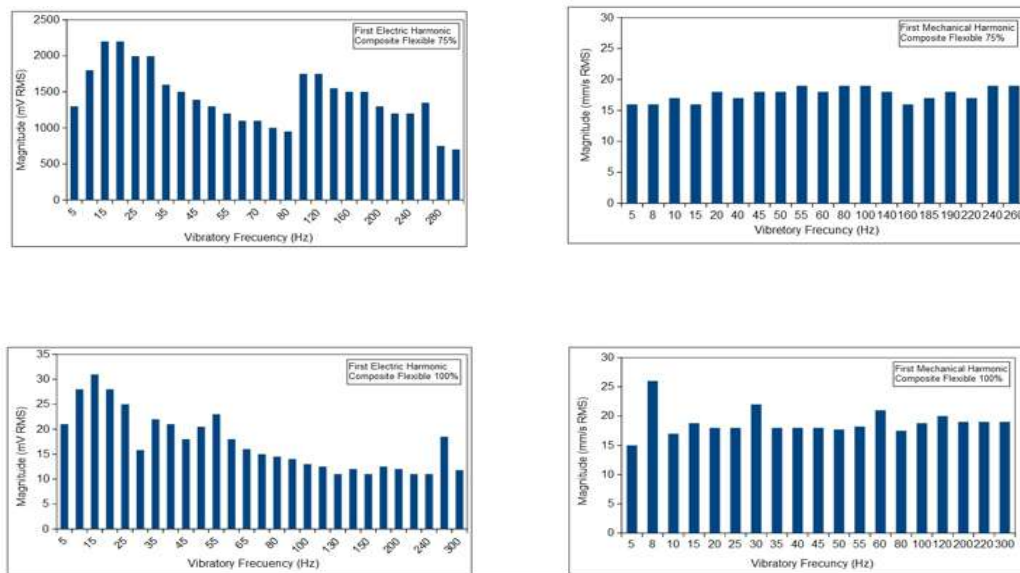 2500
2000
1500
1000
500
0
Magnitude (mV RMS)
First Electric Harmonic
Composite Flexible 75%
5 15 25 35 45 55 70 80 120 160 200 240 280
Vibratory Frecuency (Hz)
30
25
20
15
10
5
0
Magnitude (mm/s RMS)
First Mechanical Harmonic
Composite Flexible 75%
5 8 10 15 20 40 45 50 55 60 80 100 140 160 185 190 220 240 260
Vibretory Frecuncy (Hz)
35
30
25
20
15
10
5
0
Magnitude (mV RMS)
First Electric Harmonic
Composite Flexible 100%
5 15 25 35 45 55 65 80 100 130 150 200 240 300
Vibratory Frecuency (Hz)
30
25
20
15
10
5
0
Magnitude (mm/s RMS)
First Mechanical Harmonic
Composite Flexible 100%
5 8 10 15 20 25 30 35 40 45 50 55 60 80 100 120 200 220 300
Vibratory Frecuency (Hz)